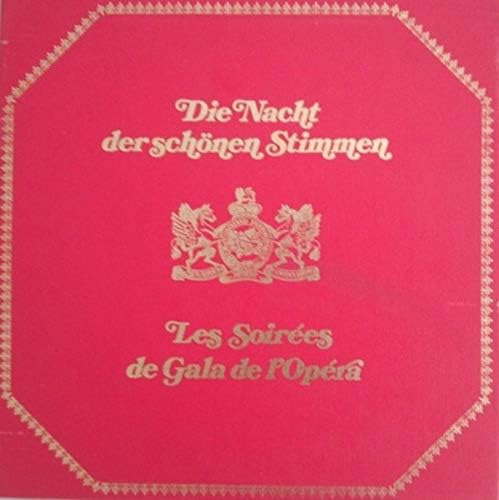 Die Nacht
der schönen Stimmen
Les Soirées
de Gala de l'Opéra